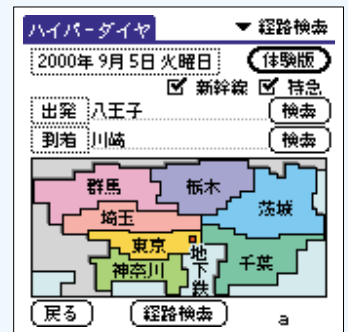 ハイパーダイヤ ▼ 経路検索
2000年 9月 5日 火曜日 体験版
☑ 新幹線 ☑ 特急
出発 八王子 検索
到着 川崎 検索
群馬 栃木
茨城
埼玉
東京 地下鉄
神奈川 千葉
戻る 経路検索 a